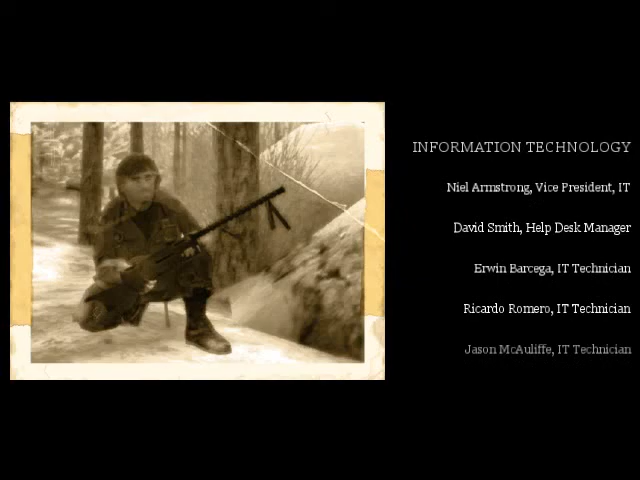 INFORMATION TECHNOLOGY
Niel Armstrong, Vice President, IT
David Smith, Help Desk Manager
Erwin Barcega, IT Technician
Ricardo Romero, IT Technician
Jason McAuliffe, IT Technician